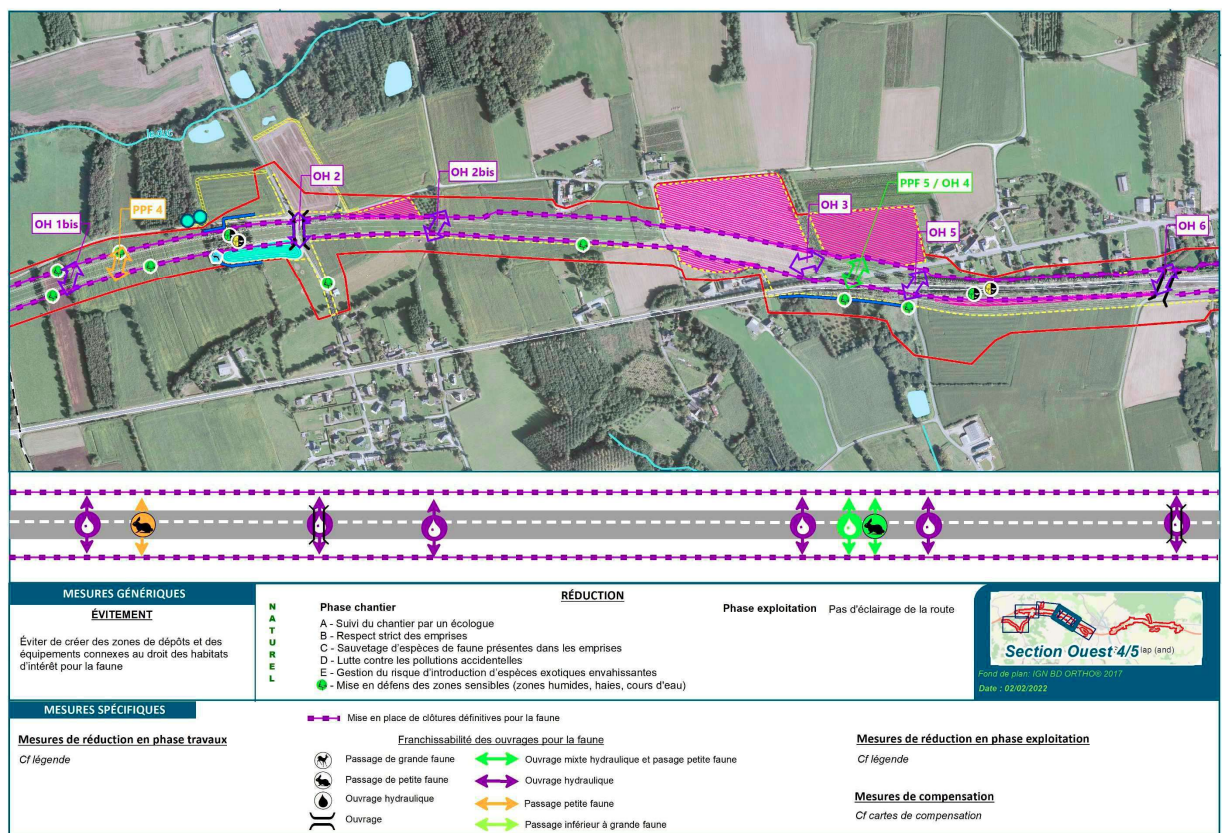 OH 1bis
PPF 4
OH 2
OH 2bis
OH 3
PPF 5 / OH 4
OH 5
OH 6
MESURES GÉNÉRIQUES
ÉVITEMENT
Éviter de créer des zones de dépôts et des
équipements connexes au droit des habitats
d'intérêt pour la faune
RÉDUCTION
NATUREL
Phase chantier
A - Suivi du chantier par un écologue
B - Respect strict des emprises
C - Sauvetage d'espèces de faune présentes dans les emprises
D - Lutte contre les pollutions accidentelles
E - Gestion du risque d'introduction d'espèces exotiques envahissantes
- Mise en défens des zones sensibles (zones humides, haies, cours d'eau)
Phase exploitation Pas d'éclairage de la route
Section Ouest 4/5
(and)
Fond de plan: IGN BD ORTHO® 2017
Date : 02/02/2022
MESURES SPÉCIFIQUES
Mesures de réduction en phase travaux
Cf légende
Mise en place de clôtures définitives pour la faune
Franchissabilité des ouvrages pour la faune
Passage de grande faune
Passage de petite faune
Ouvrage hydraulique
Ouvrage
Ouvrage mixte hydraulique et pasage petite faune
Ouvrage hydraulique
Passage petite faune
Passage inférieur à grande faune
Mesures de réduction en phase exploitation
Cf légende
Mesures de compensation
Cf cartes de compensation